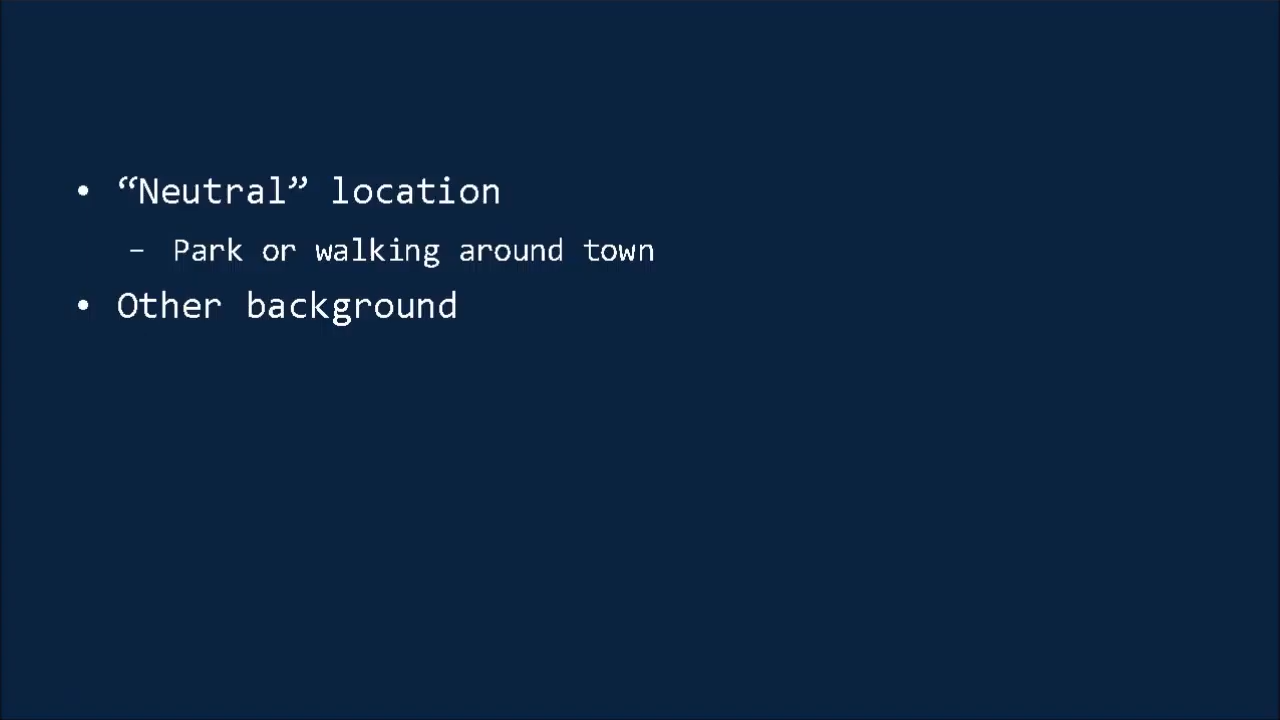 • “Neutral” location
– Park or walking around town
• Other background